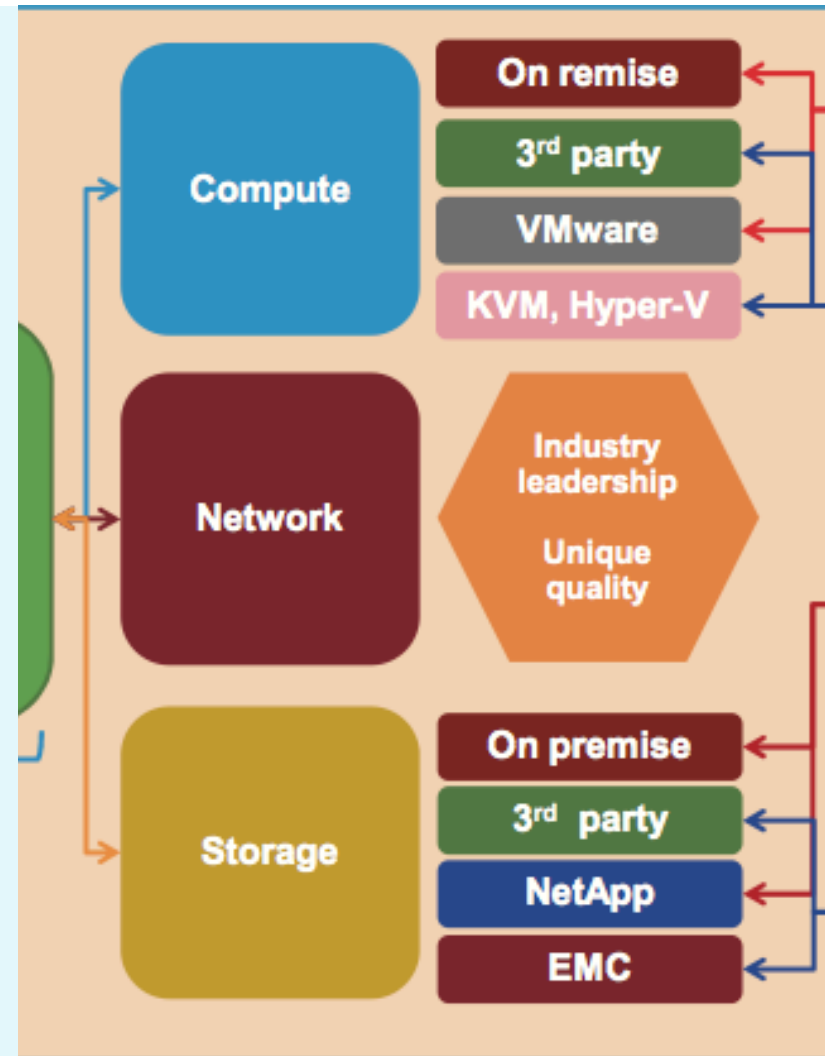 Compute
On remise
3rd party
VMware
KVM, Hyper-V
Network
Industry
leadership
Unique
quality
Storage
On premise
3rd party
NetApp
EMC